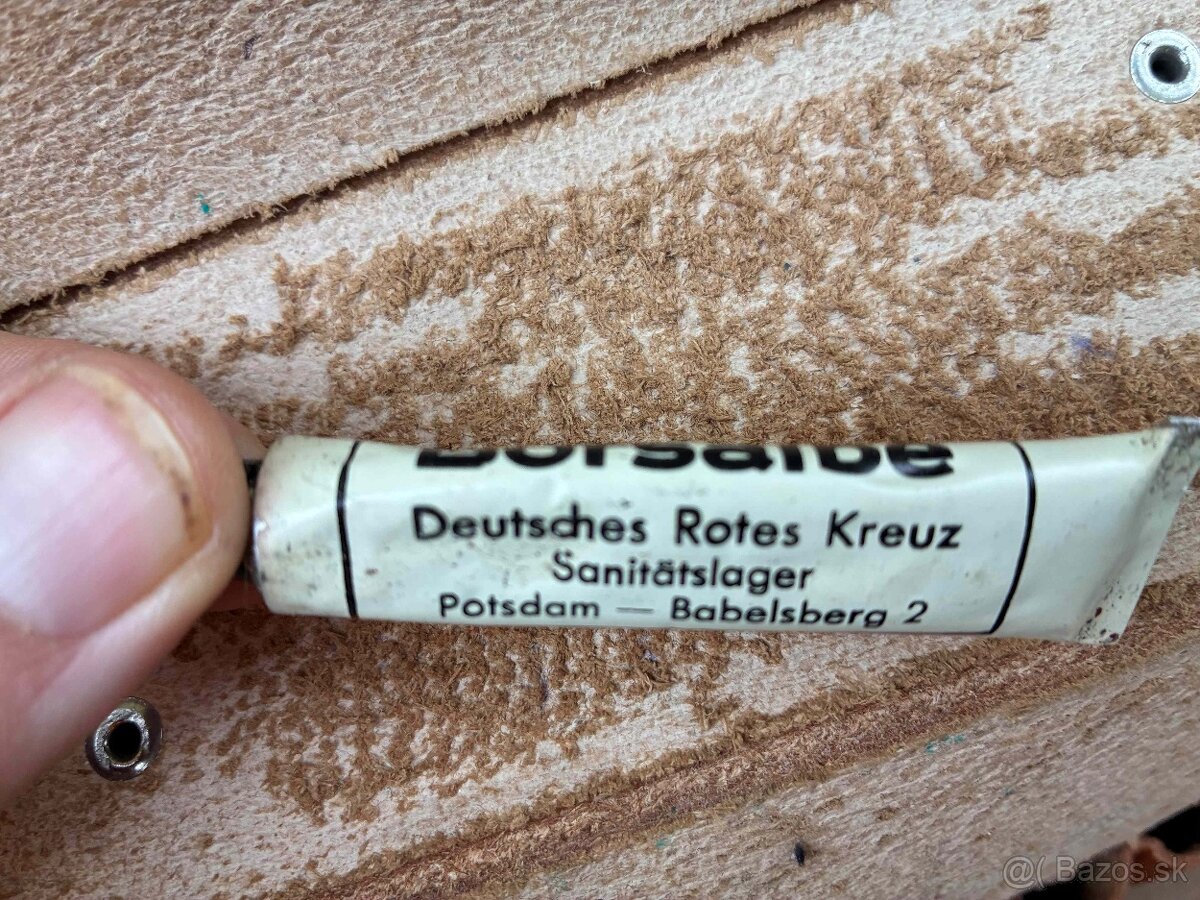 Borsalbe
Deutsches Rotes Kreuz
Sanitätslager
Potsdam — Babelsberg 2
@( Bazos.sk